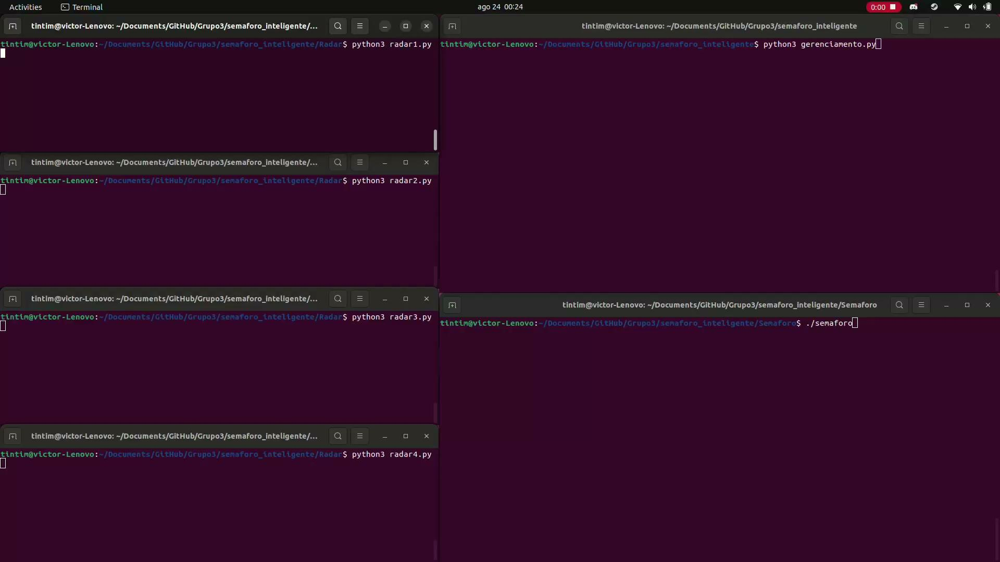 Activities
Terminal
ago 24 00:24
0:00
tintim@victor-Lenovo: ~/Documents/GitHub/Grupo3/semaforo_inteligente/...
tintim@victor-Lenovo:~/Documents/GitHub/Grupo3/semaforo_inteligente/Radar$ python3 radar1.py
tintim@victor-Lenovo: ~/Documents/GitHub/Grupo3/semaforo_inteligente/...
tintim@victor-Lenovo:~/Documents/GitHub/Grupo3/semaforo_inteligente/Radar$ python3 radar2.py
tintim@victor-Lenovo: ~/Documents/GitHub/Grupo3/semaforo_inteligente/...
tintim@victor-Lenovo:~/Documents/GitHub/Grupo3/semaforo_inteligente/Radar$ python3 radar3.py
tintim@victor-Lenovo: ~/Documents/GitHub/Grupo3/semaforo_inteligente/...
tintim@victor-Lenovo:~/Documents/GitHub/Grupo3/semaforo_inteligente/Radar$ python3 radar4.py
tintim@victor-Lenovo: ~/Documents/GitHub/Grupo3/semaforo_inteligente
tintim@victor-Lenovo:~/Documents/GitHub/Grupo3/semaforo_inteligente$ python3 gerenciamento.py
tintim@victor-Lenovo: ~/Documents/GitHub/Grupo3/semaforo_inteligente/Semaforo
tintim@victor-Lenovo:~/Documents/GitHub/Grupo3/semaforo_inteligente/Semaforo$ ./semaforo